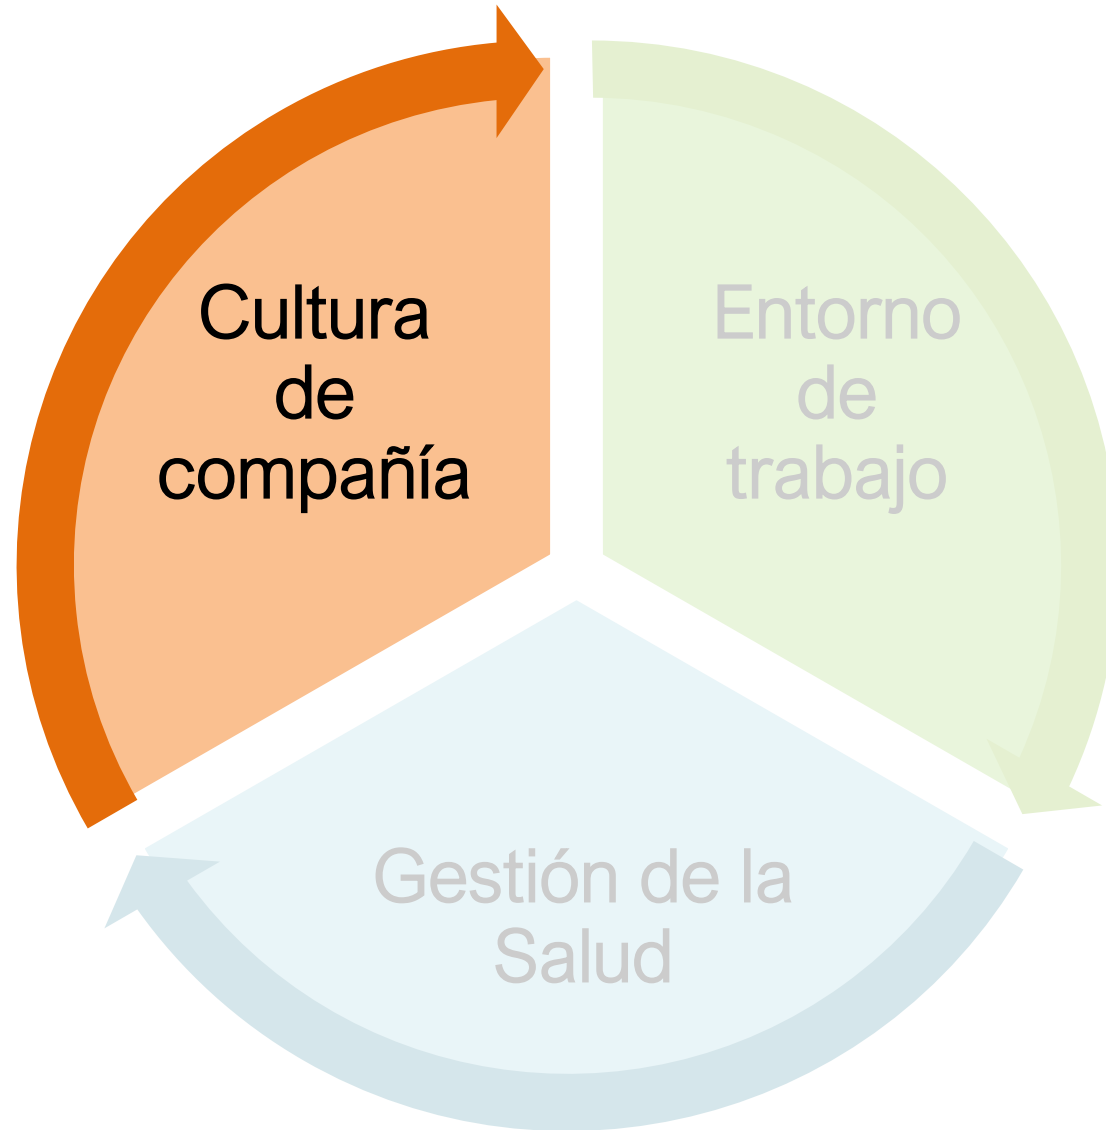 Cultura
de
compañía
Entorno
de
trabajo
Gestión de la
Salud